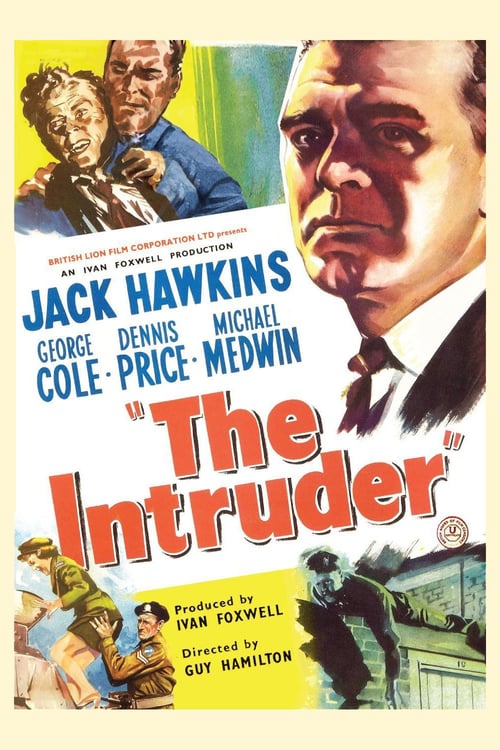 BRITISH LION FILM CORPORATION LTD presents
AN IVAN FOXWELL PRODUCTION
JACK HAWKINS
GEORGE COLE · DENNIS PRICE · MICHAEL MEDWIN
"The
Intruder"
Produced by
IVAN FOXWELL
Directed by
GUY HAMILTON
U